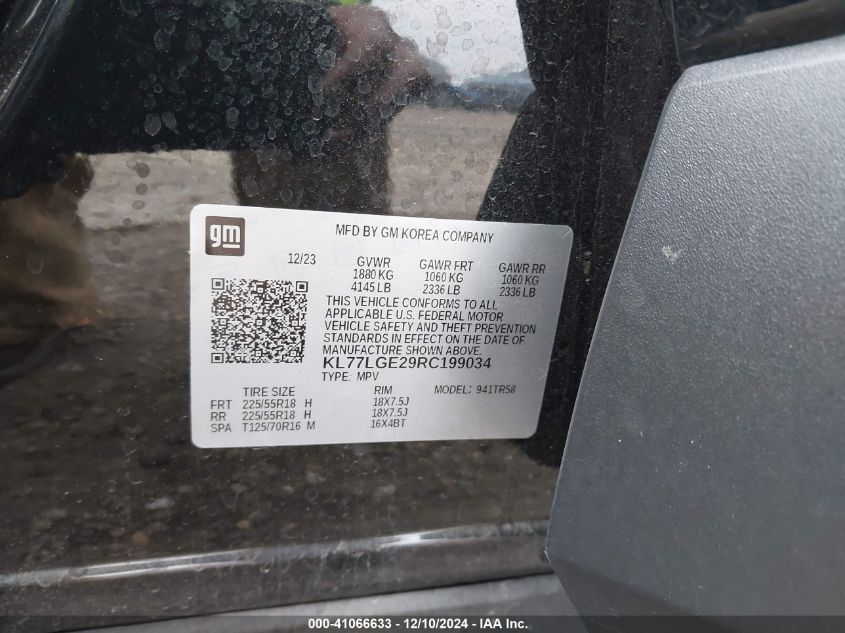 gm
MFD BY GM KOREA COMPANY
12/23 GVWR GAWR FRT GAWR RR
1880 KG 1060 KG 1060 KG
4145 LB 2336 LB 2336 LB
THIS VEHICLE CONFORMS TO ALL
APPLICABLE U.S. FEDERAL MOTOR
VEHICLE SAFETY AND THEFT PREVENTION
STANDARDS IN EFFECT ON THE DATE OF
MANUFACTURE SHOWN ABOVE.
KL77LGE29RC199034
TYPE: MPV
TIRE SIZE RIM MODEL: 941TR58
FRT 225/55R18 H 18X7.5J
RR 225/55R18 H 18X7.5J
SPA T125/70R16 M 16X4BT
000-41066633 - 12/10/2024 - IAAI Inc.